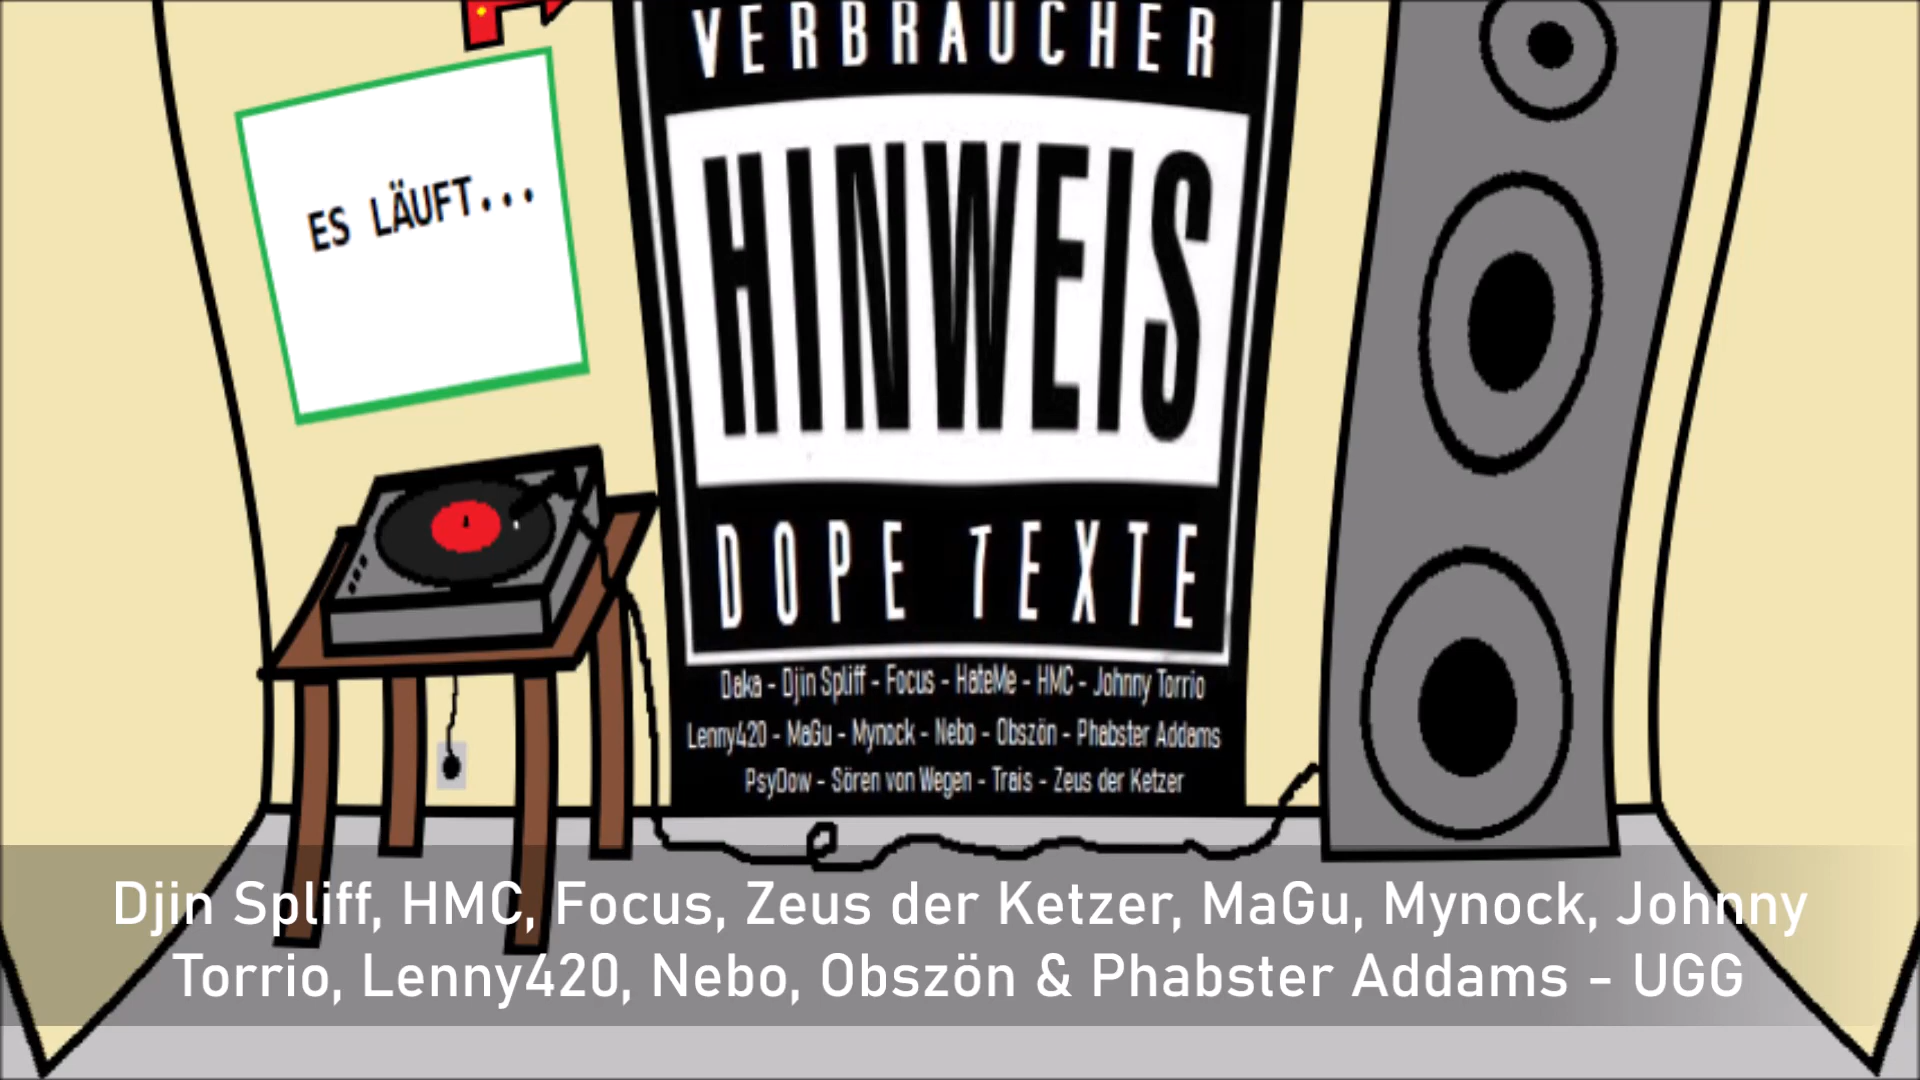 VERBRAUCHER
HINWEIS
ES LÄUFT...
DOPE TEXTE
Daka - Djin Spliff - Focus - HateMe - HMC - Johnny Torrio
Lenny420 - MaGu - Mynock - Nebo - Obszön - Phabster Addams
PsyDow - Sören von Wegen - Trais - Zeus der Ketzer
Djin Spliff, HMC, Focus, Zeus der Ketzer, MaGu, Mynock, Johnny
Torrio, Lenny420, Nebo, Obszön & Phabster Addams - UGG